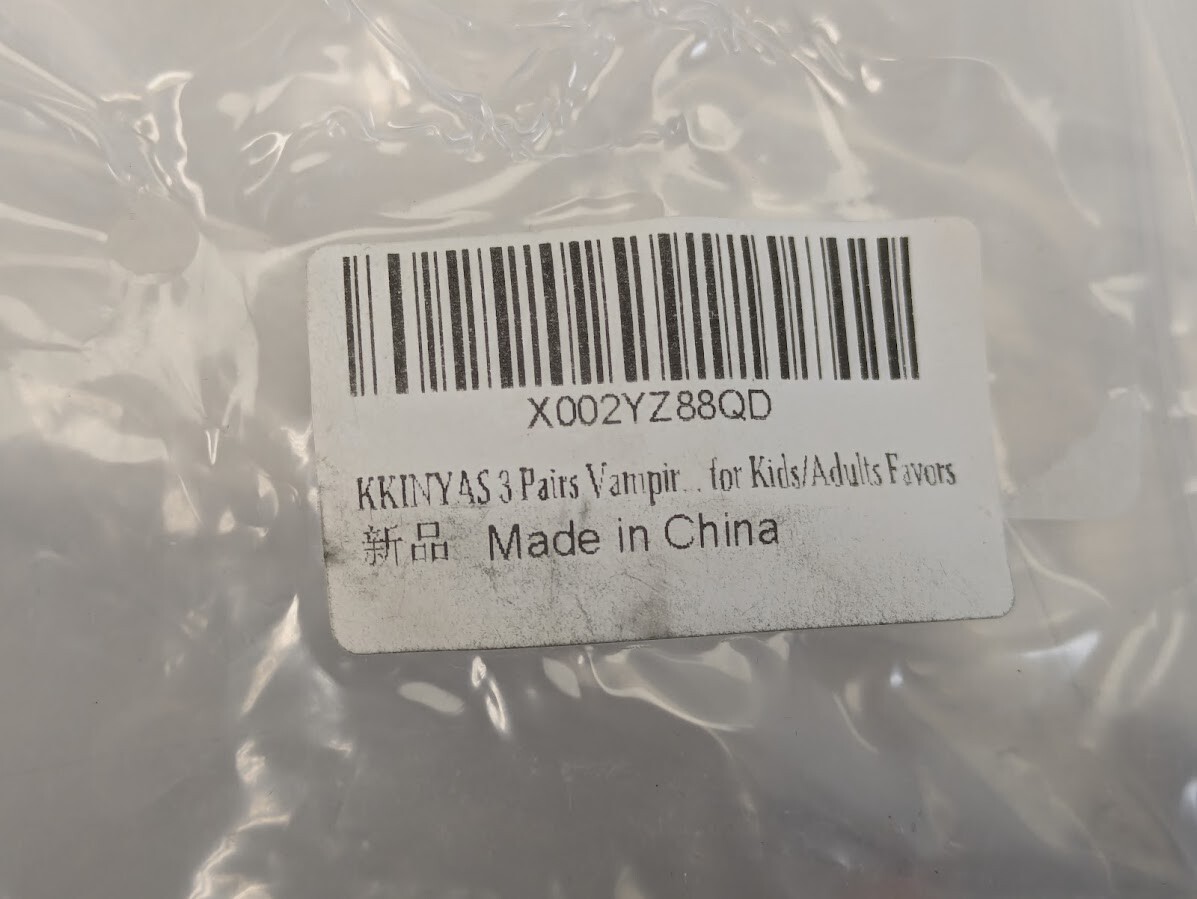 X002YZ88QD
KKINYAS 3 Pairs Vampir... for Kids/Adults Favors
新品 Made in China